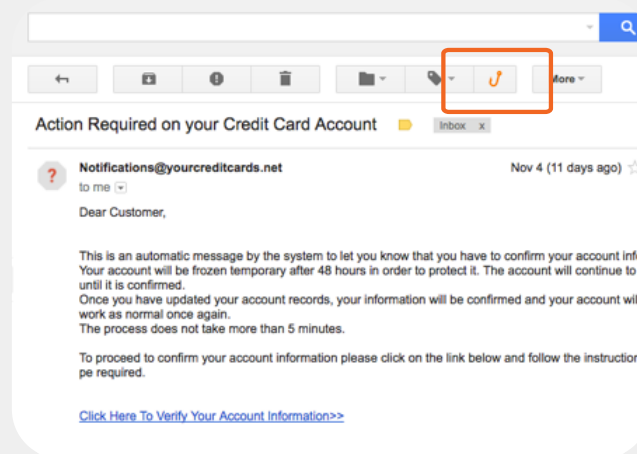 More
Action Required on your Credit Card Account
Inbox x
Notifications@yourcreditcards.net
Nov 4 (11 days ago)
to me
Dear Customer,
This is an automatic message by the system to let you know that you have to confirm your account
Your account will be frozen temporary after 48 hours in order to protect it. The account will continue to
until it is confirmed.
Once you have updated your account records, your information will be confirmed and your account
work as normal once again.
The process does not take more than 5 minutes.
To proceed to confirm your account information please click on the link below and follow the
pe required.
Click Here To Verify Your Account Information>>